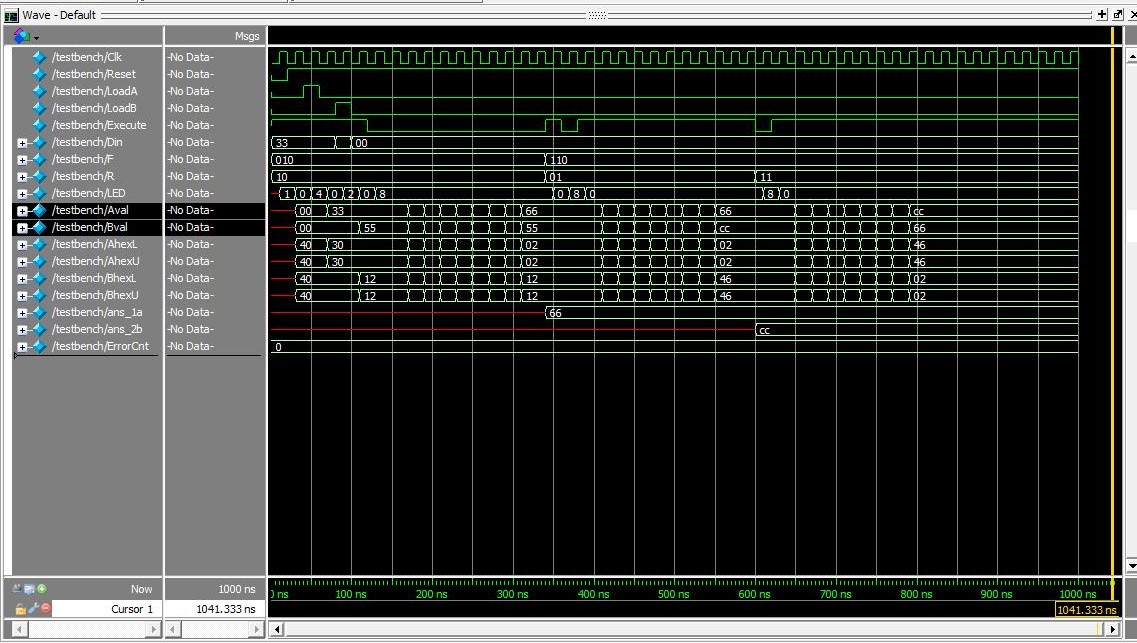 Wave - Default
Msgs
/testbench/Clk -No Data-
/testbench/Reset -No Data-
/testbench/LoadA -No Data-
/testbench/LoadB -No Data-
/testbench/Execute -No Data-
/testbench/Din -No Data- 33 00
/testbench/F -No Data- 010 110
/testbench/R -No Data- 10 01 11
/testbench/LED -No Data- 1 0 4 0 2 0 8 0 8 0 8 0
/testbench/Aval -No Data- 00 33 66 66 cc
/testbench/Bval -No Data- 00 55 55 cc 66
/testbench/AhexL -No Data- 40 30 02 02 46
/testbench/AhexU -No Data- 40 30 02 02 46
/testbench/BhexL -No Data- 40 12 12 46 02
/testbench/BhexU -No Data- 40 12 12 46 02
/testbench/ans_1a -No Data- 66
/testbench/ans_2b -No Data- cc
/testbench/ErrorCnt -No Data- 0
Now 1000 ns ns 100 ns 200 ns 300 ns 400 ns 500 ns 600 ns 700 ns 800 ns 900 ns 1000 ns
Cursor 1 1041.333 ns 1041.333 ns